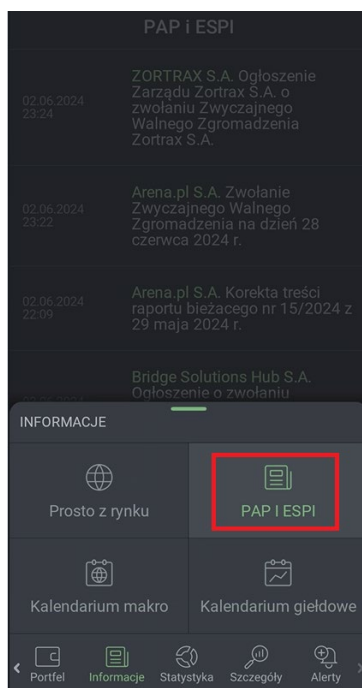 PAP i ESPI
ZORTRAX S.A. Ogłoszenie
Zarządu Zortrax S.A. o
02.06.2024
zwołaniu Zwyczajnego
23:24
Walnego Zgromadzenia
Zortrax S.A.
Arena.pl S.A. Zwołanie
02.06.2024
Zwyczajnego Walnego
23:22
Zgromadzenia na dzień 28
czerwca 2024 r.
Arena.pl S.A. Korekta treści
02.06.2024
raportu bieżacego nr 15/2024 z
22:09
29 maja 2024 r.
Bridge Solutions Hub S.A.
Ogłoszenie o zwołaniu
INFORMACJE
Prosto z rynku
PAP I ESPI
Kalendarium makro
Kalendarium giełdowe
Portfel Informacje Statystyka Szczegóły Alerty